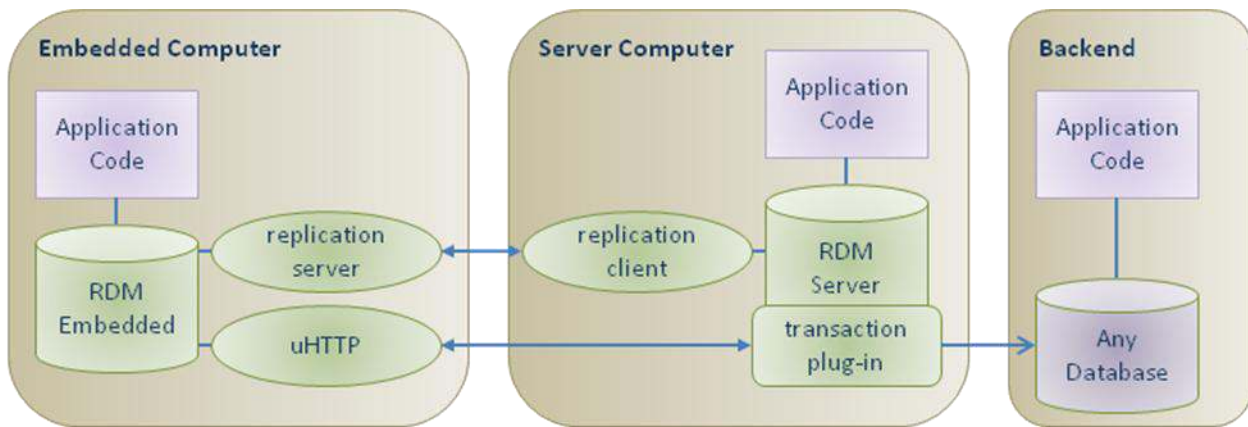 Embedded Computer
Application
Code
RDM
Embedded
replication
server
uHTTP
Server Computer
Application
Code
replication
client
RDM
Server
transaction
plug-in
Backend
Application
Code
Any
Database